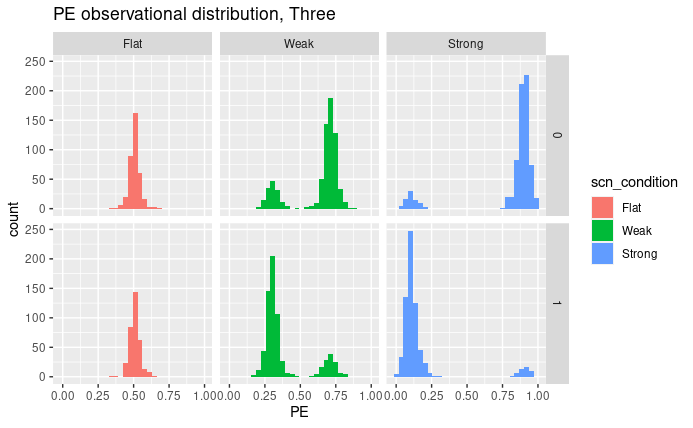 PE observational distribution, Three
Flat Weak Strong
250
200
150
100
50
0
0
250
200
150
100
50
0
1
count
0.00 0.25 0.50 0.75 1.00 0.00 0.25 0.50 0.75 1.00 0.00 0.25 0.50 0.75 1.00
PE
scn_condition
Flat
Weak
Strong